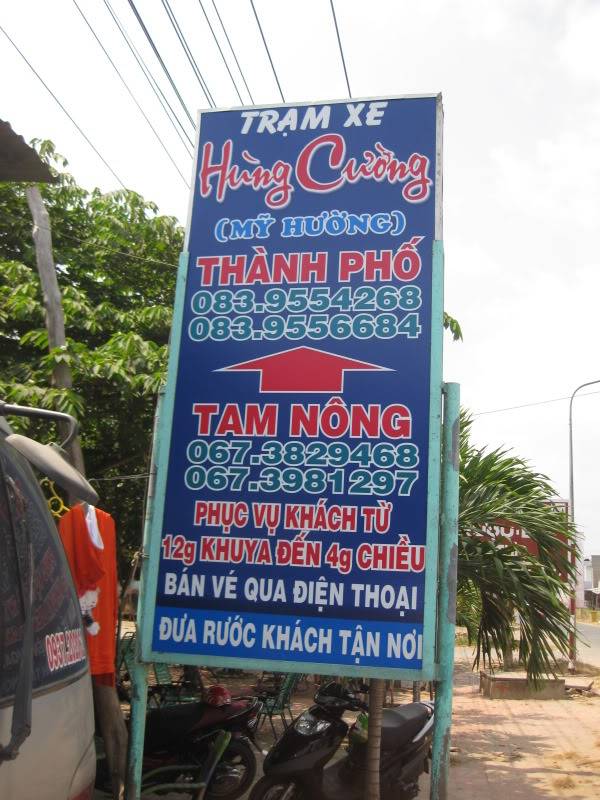 TRẠM XE
Hùng Cường
(MỸ HƯỜNG)
THÀNH PHỐ
083.9554268
083.9556684
TAM NÔNG
067.3829468
067.3981297
PHỤC VỤ KHÁCH TỪ
12g KHUYA ĐẾN 4g CHIỀU
BÁN VÉ QUA ĐIỆN THOẠI
ĐƯA RƯỚC KHÁCH TẬN NƠI